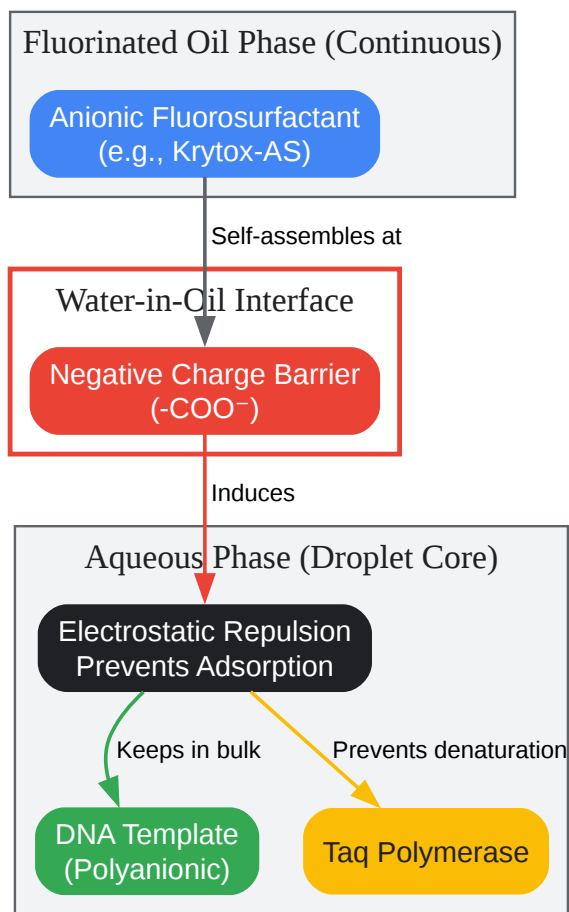 Fluorinated Oil Phase (Continuous)
Anionic Fluorosurfactant
(e.g., Krytox-AS)
Self-assembles at
Water-in-Oil Interface
Negative Charge Barrier
(-COO⁻)
Induces
Aqueous Phase (Droplet Core)
Electrostatic Repulsion
Prevents Adsorption
Keeps in bulk
Prevents denaturation
DNA Template
(Polyanionic)
Taq Polymerase